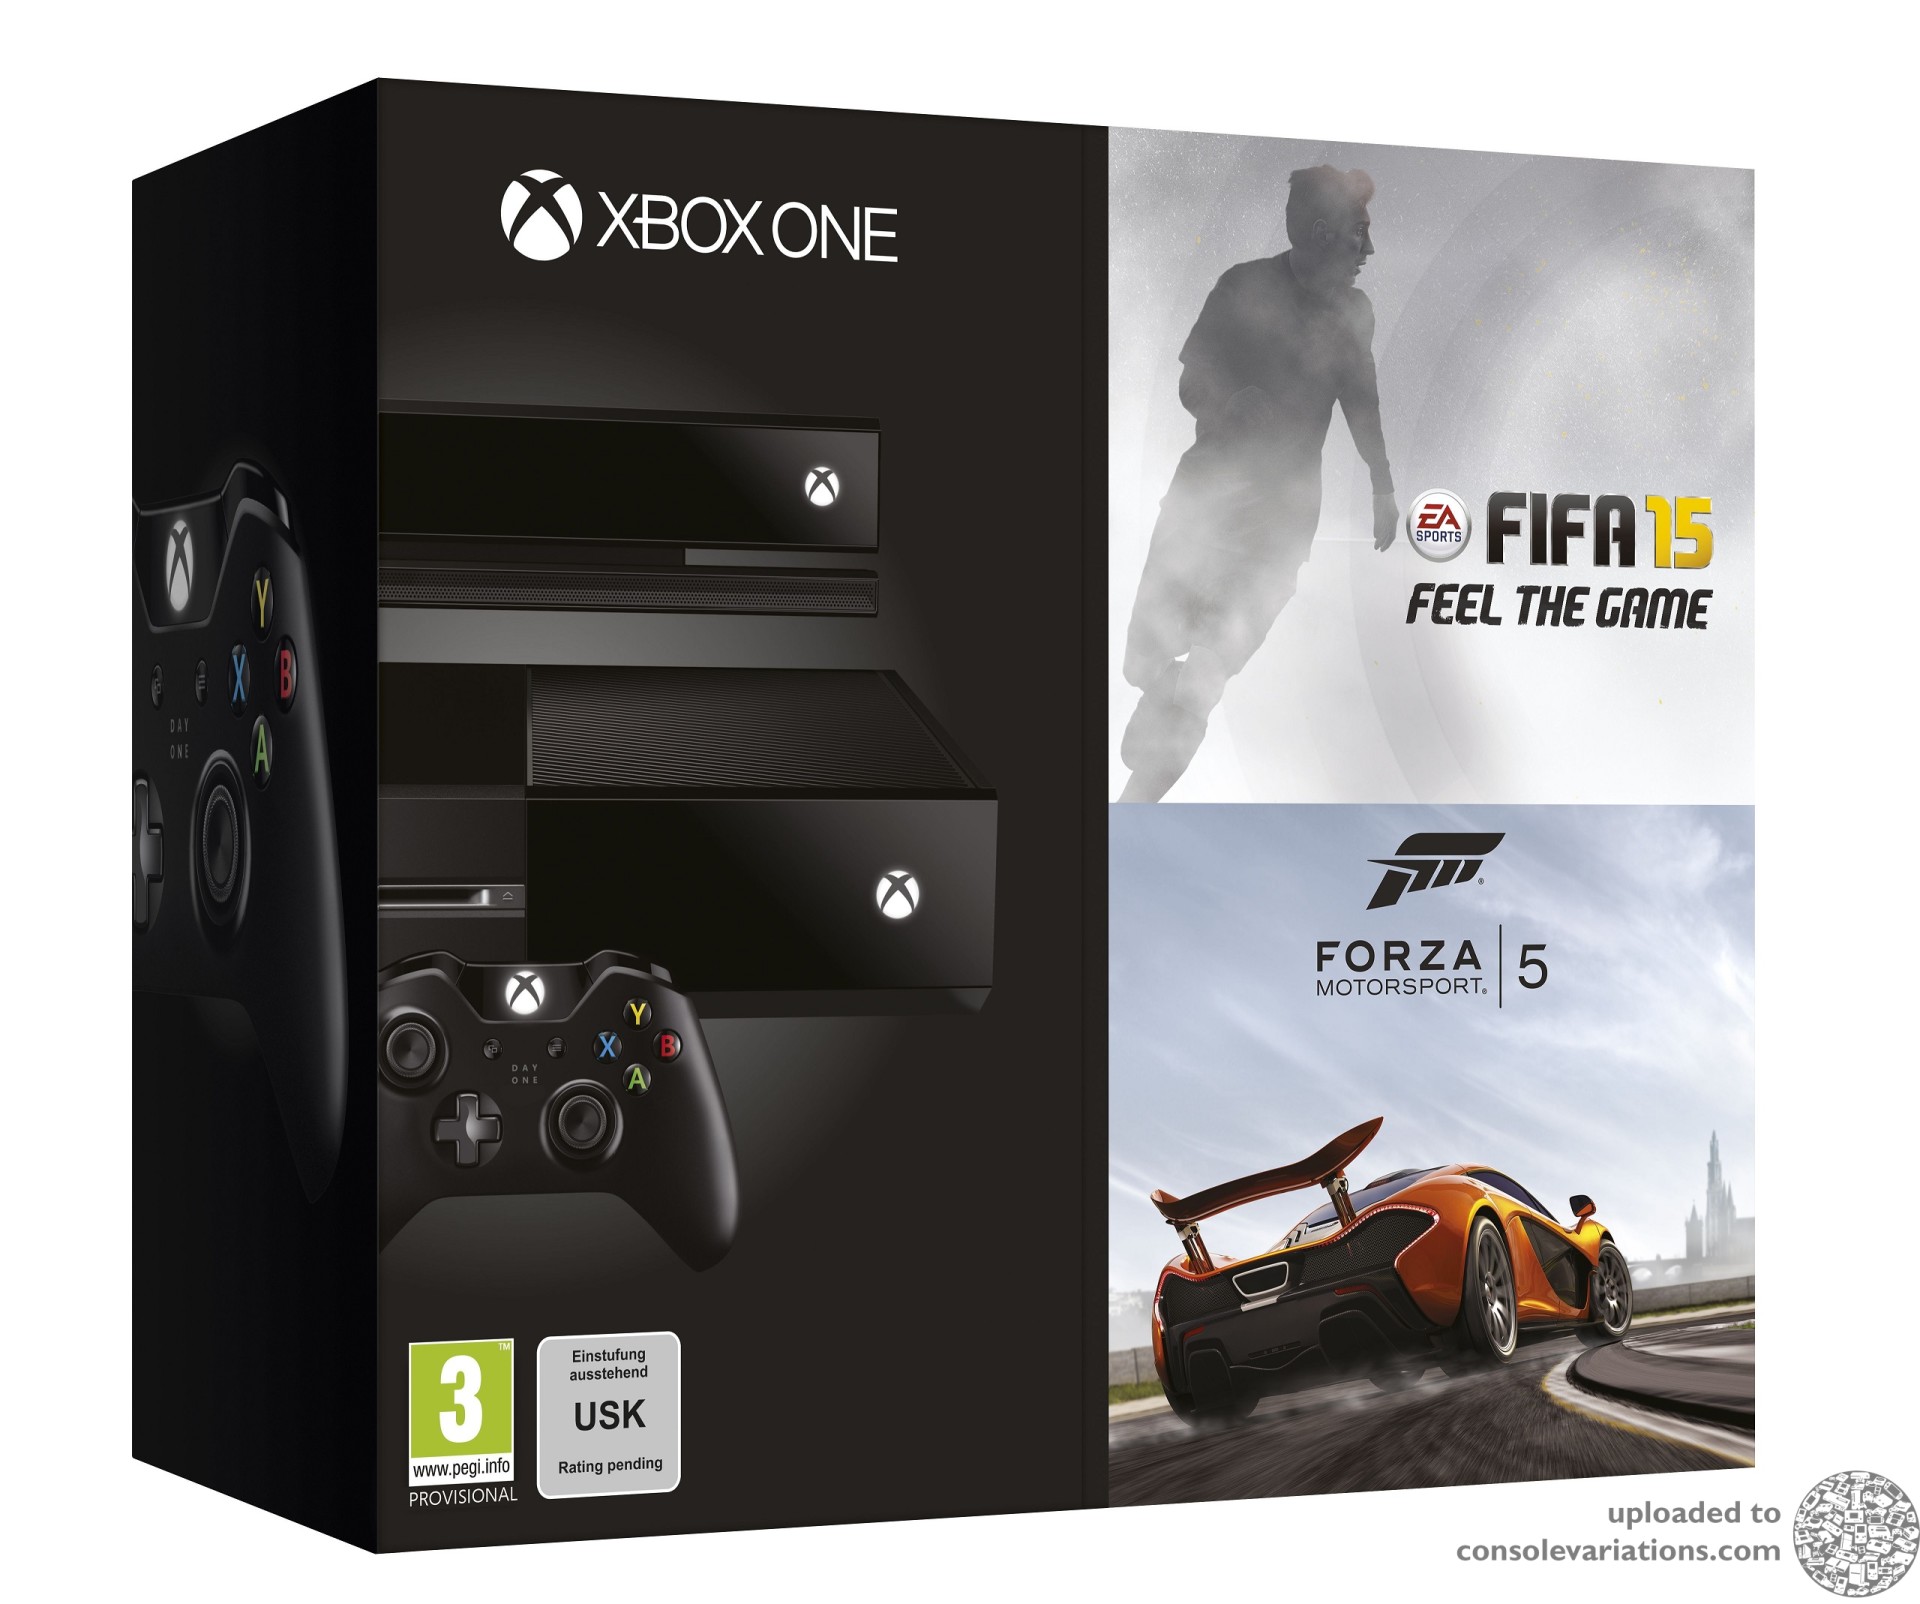 XBOX ONE
EA
SPORTS
FIFA 15
FEEL THE GAME
Y
X
B
A
DAY
ONE
FORZA
MOTORSPORT® 5
Y
X
B
A
DAY
ONE
3
™
www.pegi.info
PROVISIONAL
Einstufung
ausstehend
USK
Rating pending
uploaded to
consolevariations.com